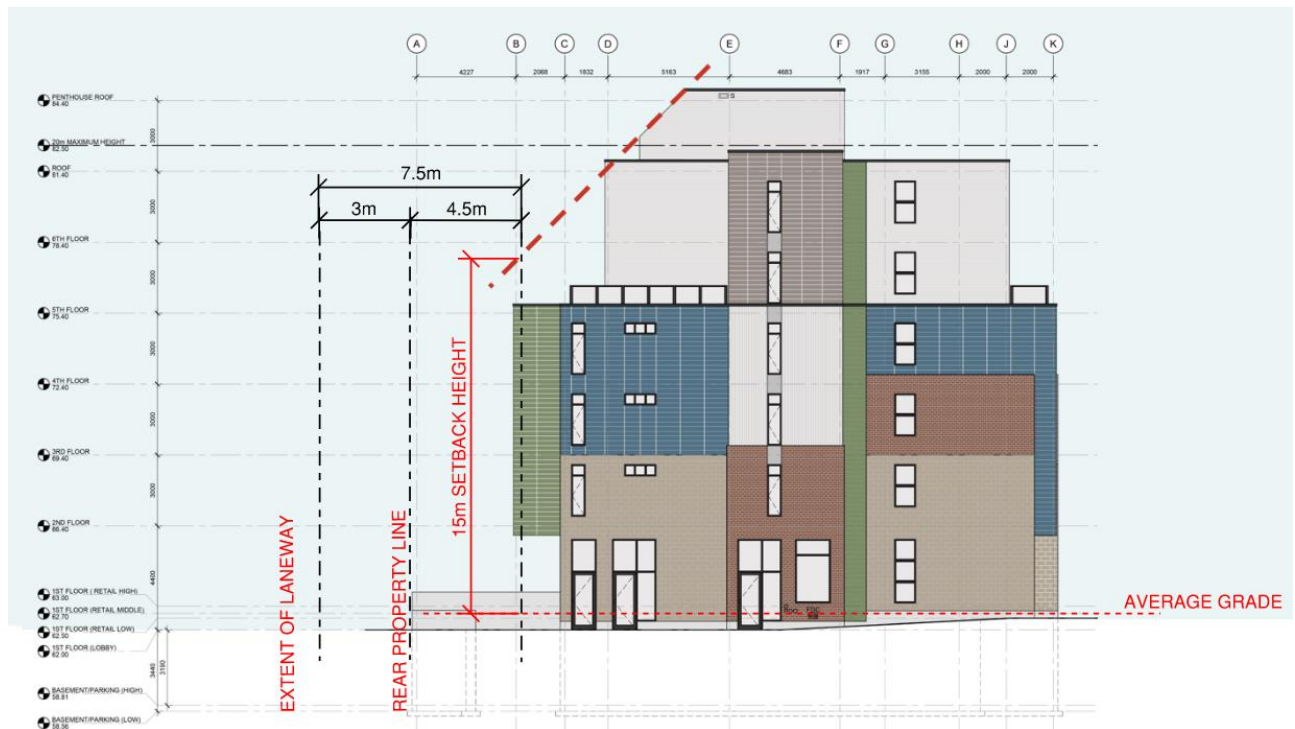 A B C D E F G H J K
4227 2068 1832 5163 4683 1917 3155 2000 2000
PENTHOUSE ROOF
84.40
3000
20m MAXIMUM HEIGHT
82.50
ROOF
81.40
S
7.5m
3m 4.5m
3000
6TH FLOOR
78.40
3000
5TH FLOOR
75.40
3000
4TH FLOOR
72.40
3000
3RD FLOOR
69.40
3000
2ND FLOOR
66.40
4400
15m SETBACK HEIGHT
EXTENT OF LANEWAY
REAR PROPERTY LINE
1ST FLOOR ( RETAIL HIGH)
63.00
1ST FLOOR (RETAIL MIDDLE)
62.70
1ST FLOOR (RETAIL LOW)
62.50
1ST FLOOR (LOBBY)
62.00
FDC
AVERAGE GRADE
3440
3190
BASEMENT/PARKING (HIGH)
58.81
BASEMENT/PARKING (LOW)
58.56